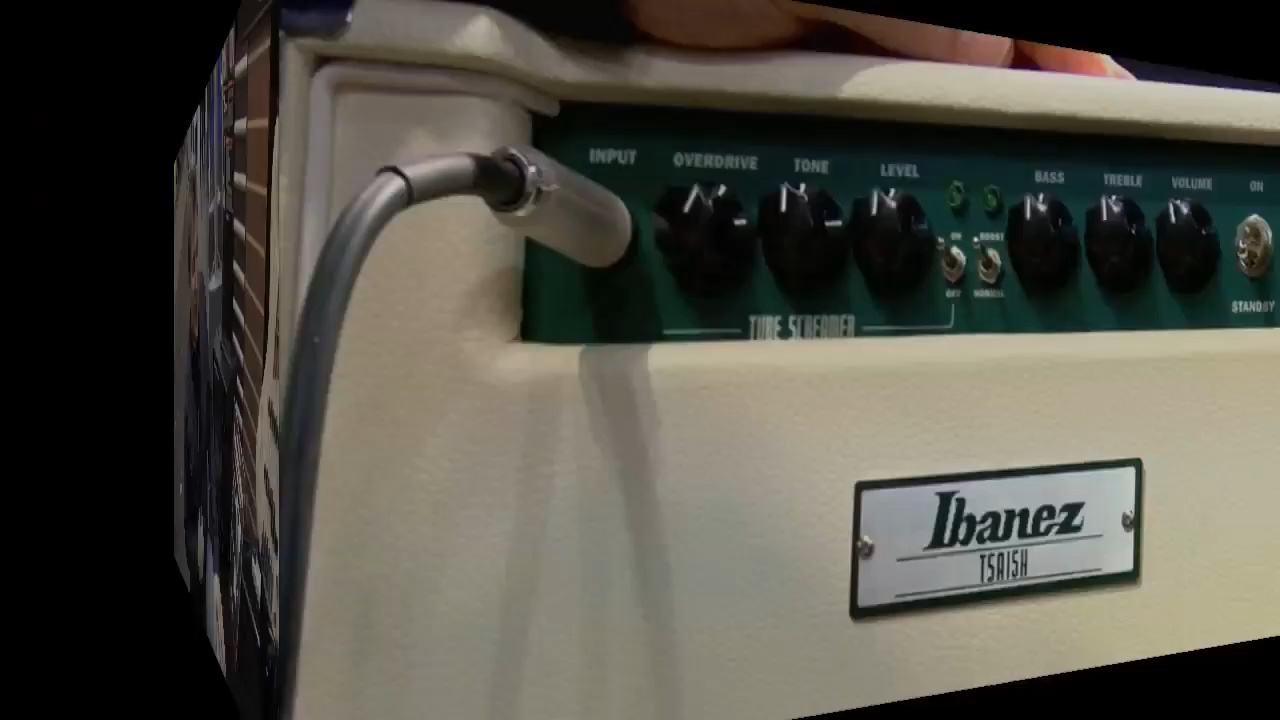 INPUT OVERDRIVE TONE LEVEL BASS TREBLE VOLUME ON
ON BOOST
OFF NORMAL
STANDBY
TUBE SCREAMER
Ibanez
TSA15H